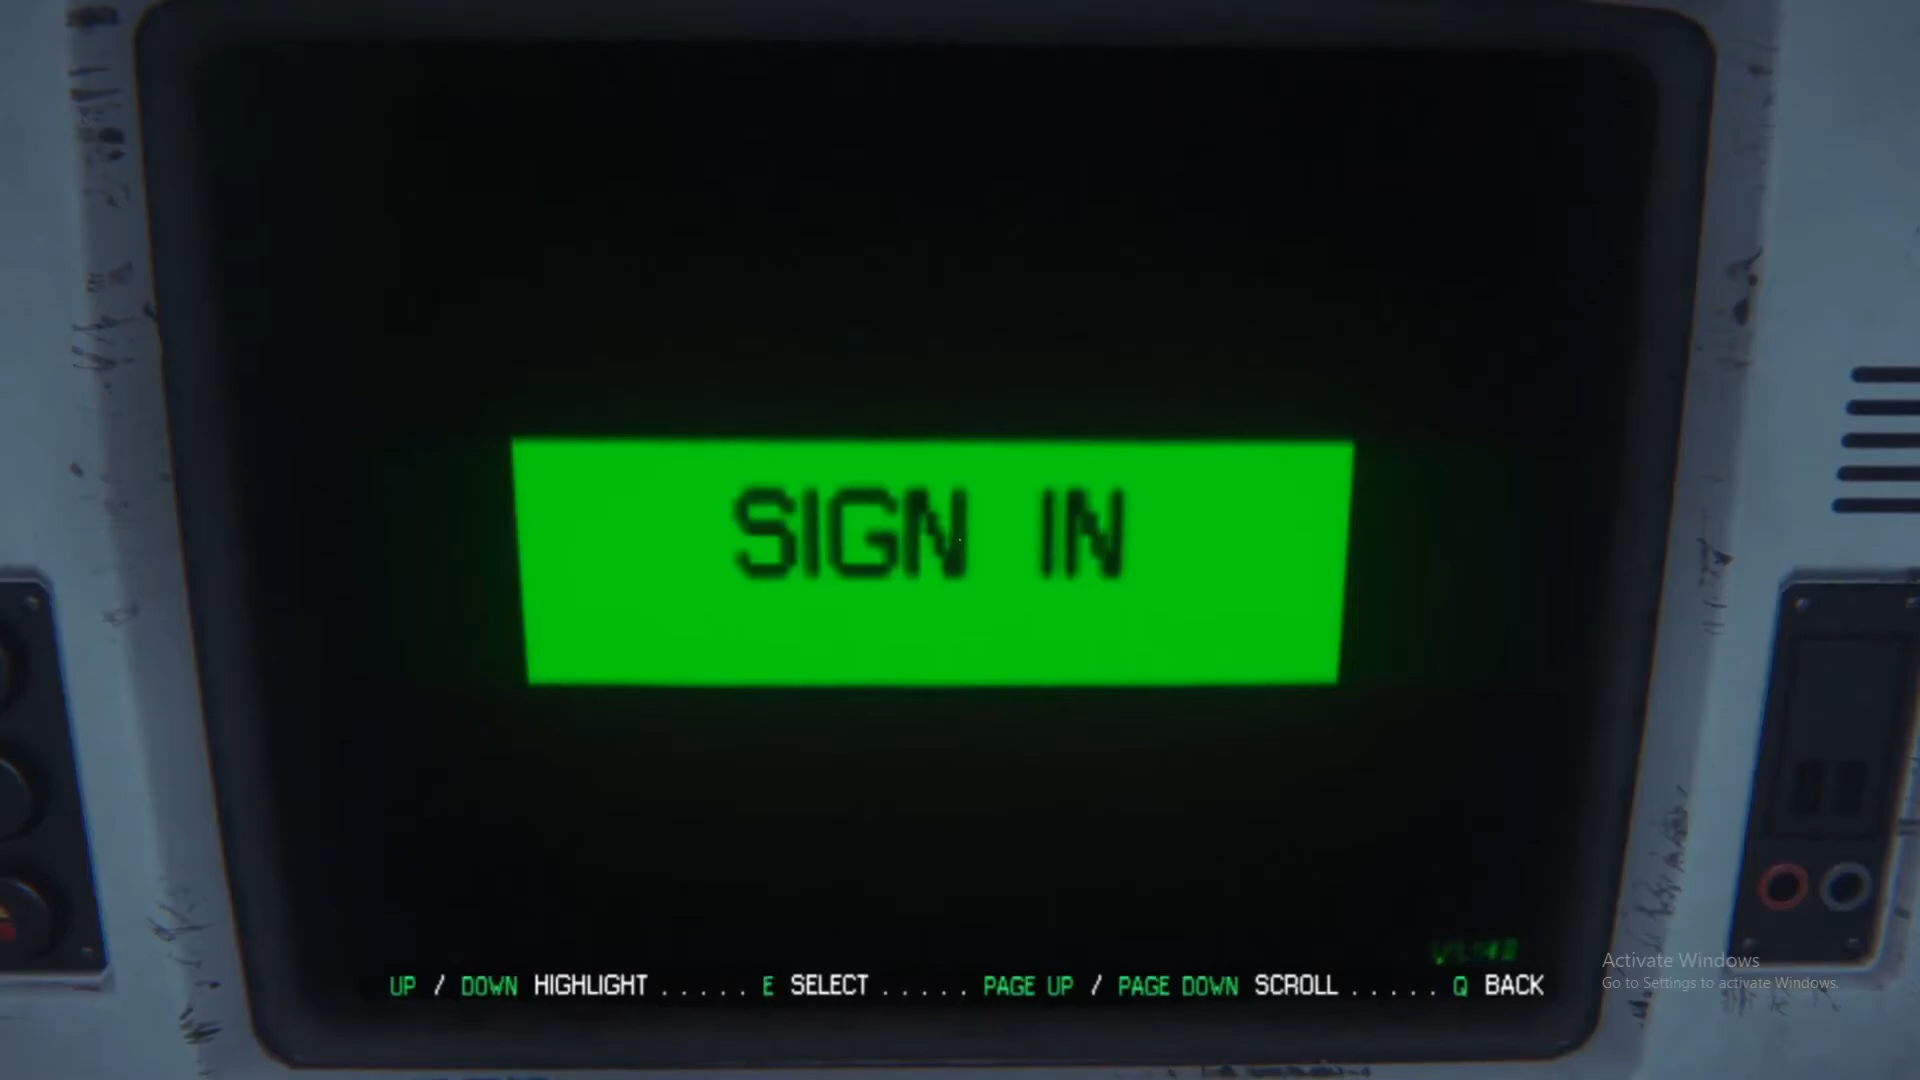 SIGN IN
UP / DOWN HIGHLIGHT ..... E SELECT ..... PAGE UP / PAGE DOWN SCROLL ..... Q BACK
Activate Windows
Go to Settings to activate Windows.